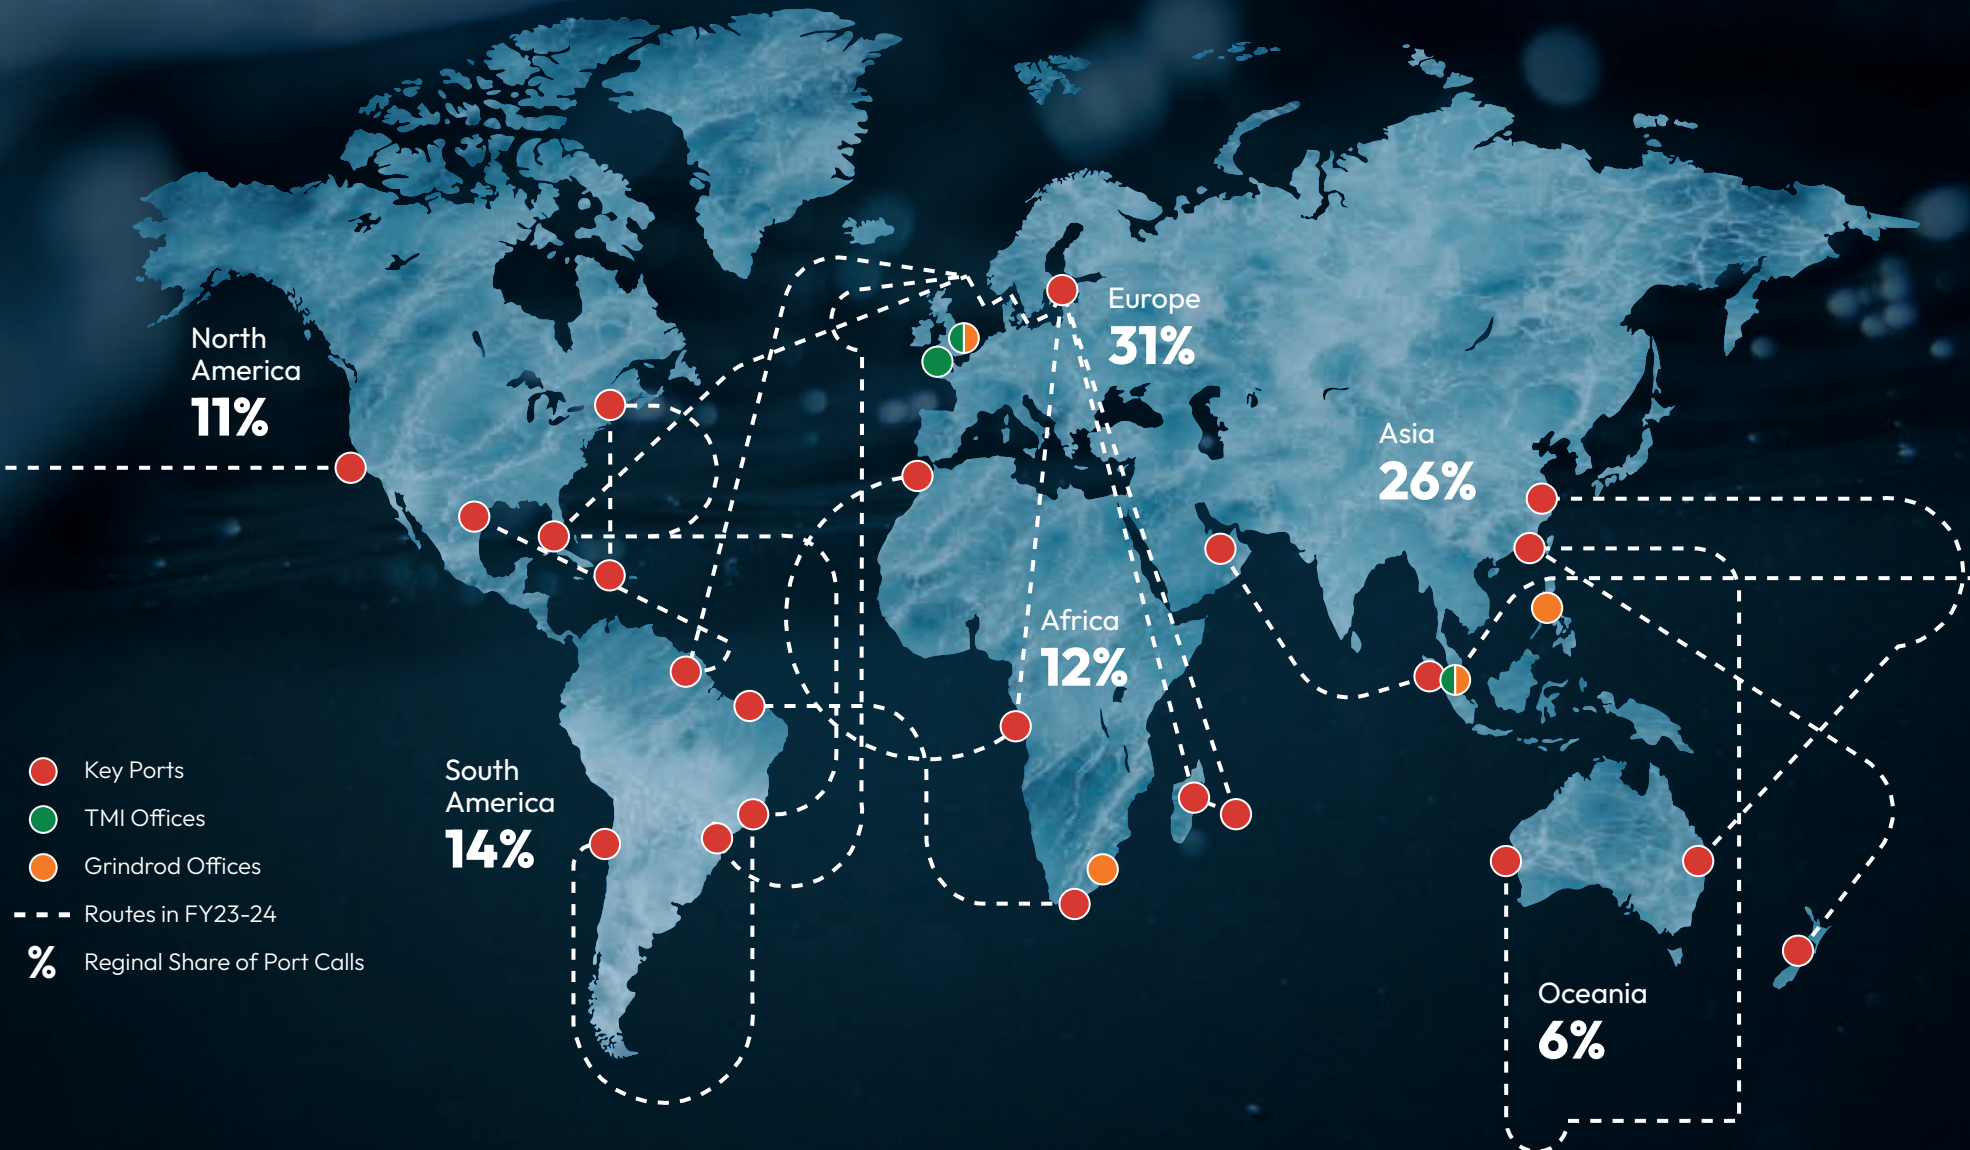 North
America
11%
Europe
31%
Asia
26%
Africa
12%
South
America
14%
Oceania
6%
Key Ports
TMI Offices
Grindrod Offices
Routes in FY23-24
% Reginal Share of Port Calls